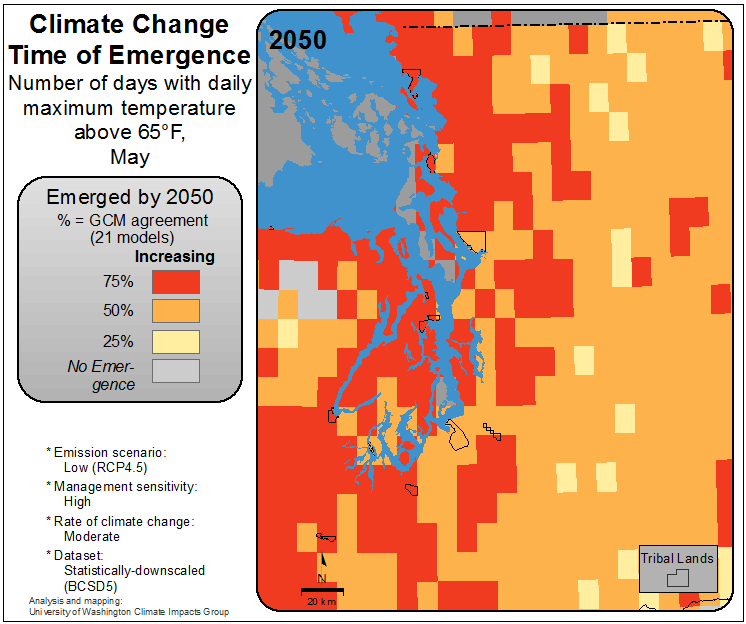 Climate Change
Time of Emergence
Number of days with daily
maximum temperature
above 65°F,
May
Emerged by 2050
% = GCM agreement
(21 models)
Increasing
75%
50%
25%
No Emer-
gence
* Emission scenario:
Low (RCP4.5)
* Management sensitivity:
High
* Rate of climate change:
Moderate
* Dataset:
Statistically-downscaled
(BCSD5)
Analysis and mapping:
University of Washington Climate Impacts Group
2050
N
20 km
Tribal Lands